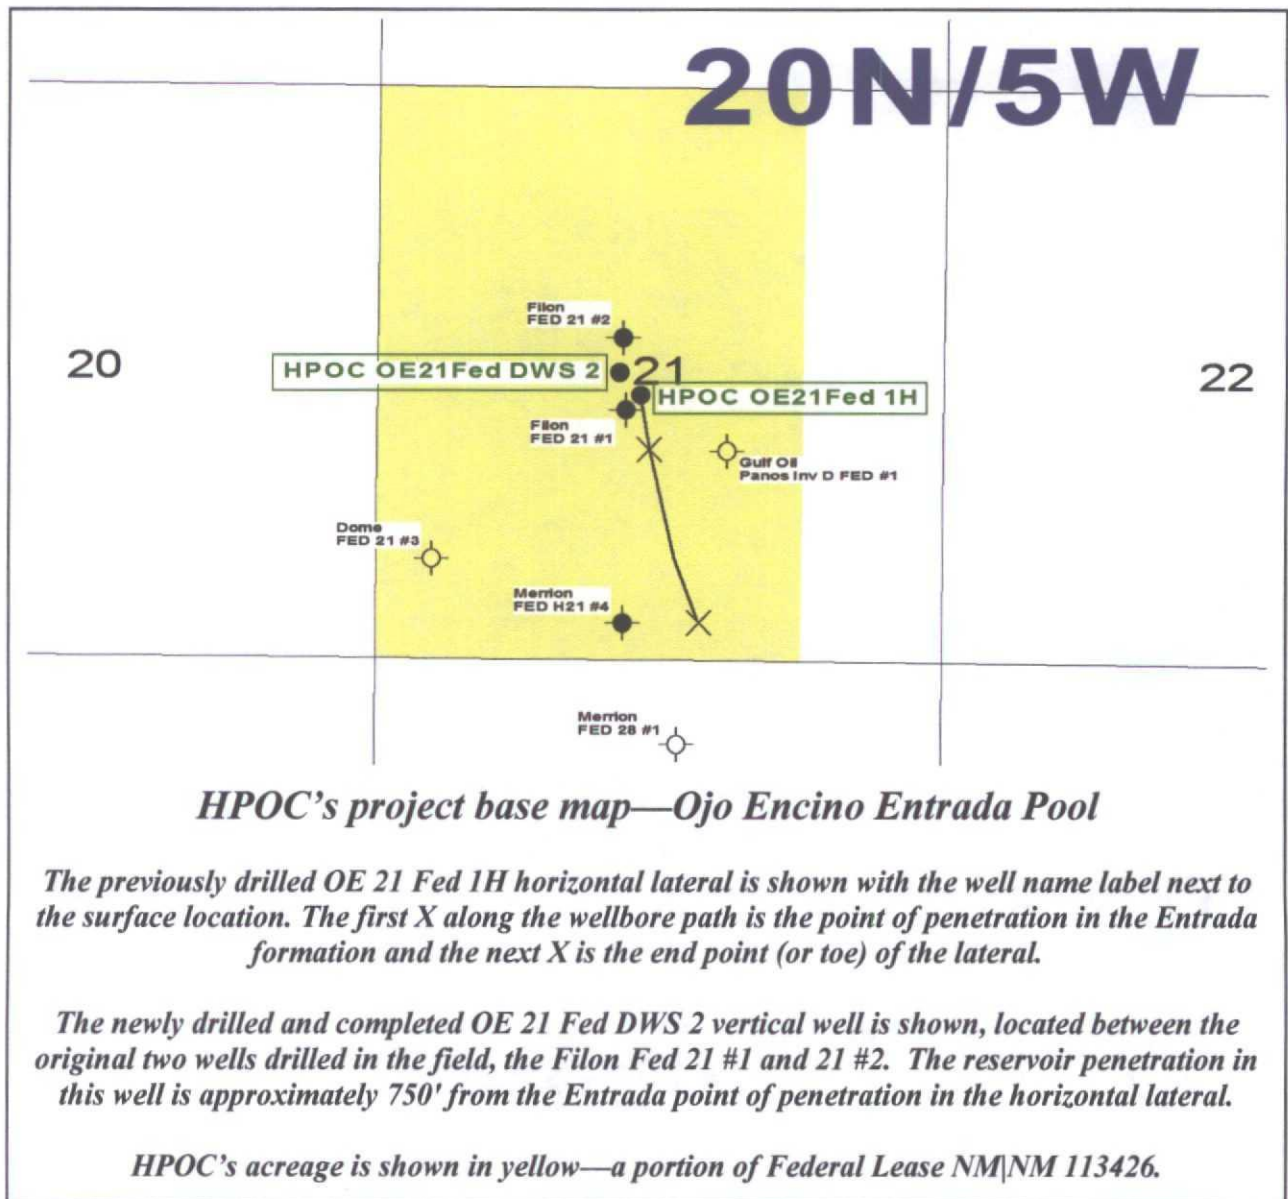 20N/5W
Filon
FED 21 #2
20
HPOC OE21Fed DWS 2
21
22
HPOC OE21Fed 1H
Filon
FED 21 #1
Gulf Oil
Panos Inv D FED #1
Dome
FED 21 #3
Merrion
FED H21 #4
Merrion
FED 28 #1
HPOC's project base map—Ojo Encino Entrada Pool
The previously drilled OE 21 Fed 1H horizontal lateral is shown with the well name label next to
the surface location. The first X along the wellbore path is the point of penetration in the Entrada
formation and the next X is the end point (or toe) of the lateral.
The newly drilled and completed OE 21 Fed DWS 2 vertical well is shown, located between the
original two wells drilled in the field, the Filon Fed 21 #1 and 21 #2. The reservoir penetration in
this well is approximately 750' from the Entrada point of penetration in the horizontal lateral.
HPOC's acreage is shown in yellow—a portion of Federal Lease NM|NM 113426.